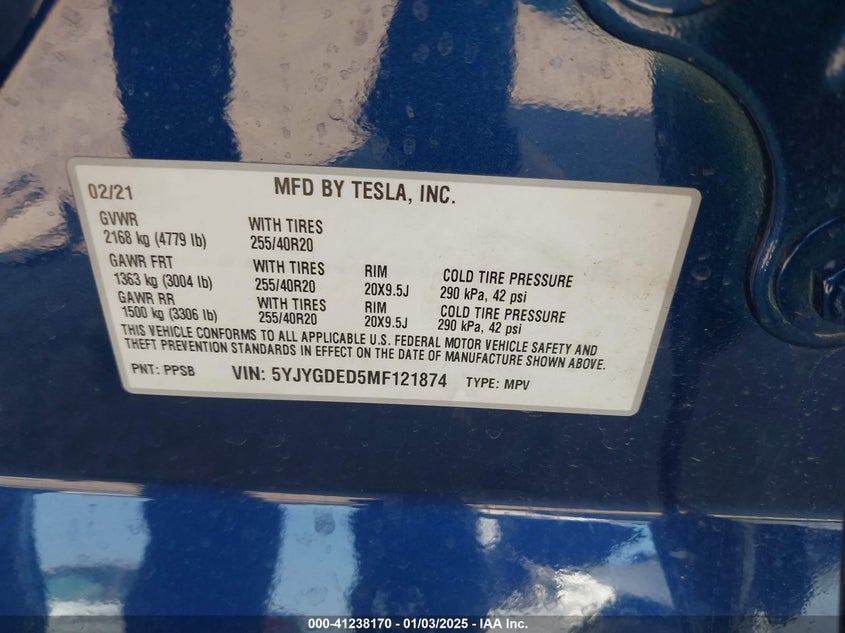 02/21 MFD BY TESLA, INC.
GVWR
2168 kg (4779 lb)
WITH TIRES
255/40R20
GAWR FRT
1363 kg (3004 lb)
WITH TIRES
255/40R20
RIM
20X9.5J
COLD TIRE PRESSURE
290 kPa, 42 psi
GAWR RR
1500 kg (3306 lb)
WITH TIRES
255/40R20
RIM
20X9.5J
COLD TIRE PRESSURE
290 kPa, 42 psi
THIS VEHICLE CONFORMS TO ALL APPLICABLE U.S. FEDERAL MOTOR VEHICLE SAFETY AND
THEFT PREVENTION STANDARDS IN EFFECT ON THE DATE OF MANUFACTURE SHOWN ABOVE.
PNT: PPSB VIN: 5YJYGDED5MF121874 TYPE: MPV
000-41238170 - 01/03/2025 - IAA Inc.